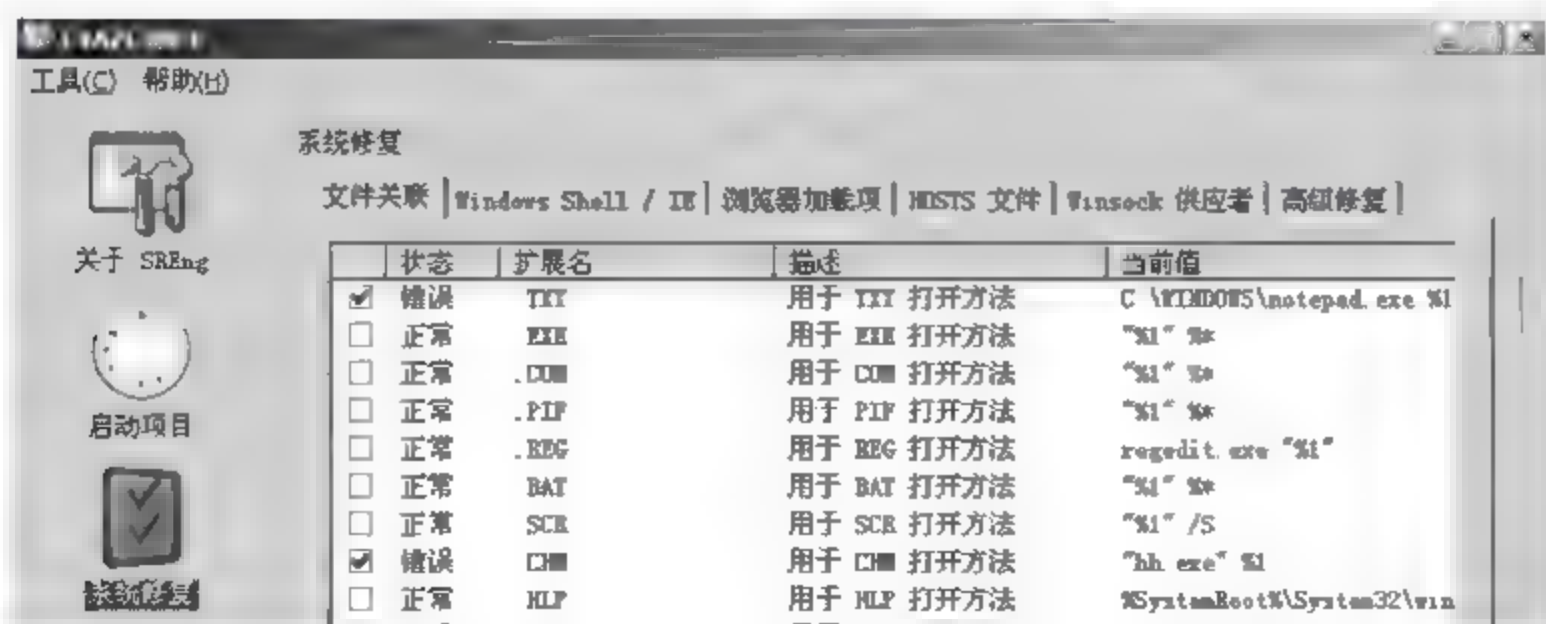 工具(C) 帮助(H)
系统修复
文件关联 Windows Shell / IE 浏览器加载项 HOSTS 文件 Winsock 供应者 高级修复
关于 SREng
启动项目
系统修复
状态 扩展名 描述 当前值
错误 TXT 用于 TXT 打开方法 C \WINDOWS\notepad.exe %1
正常 EXE 用于 EXE 打开方法 "%1" %*
正常 .COM 用于 COM 打开方法 "%1" %*
正常 .PIF 用于 PIF 打开方法 "%1" %*
正常 .REG 用于 REG 打开方法 regedit.exe "%1"
正常 BAT 用于 BAT 打开方法 "%1" %*
正常 SCR 用于 SCR 打开方法 "%1" /S
错误 CHM 用于 CHM 打开方法 "hh exe" %1
正常 HLP 用于 HLP 打开方法 %SystemRoot%\System32\win